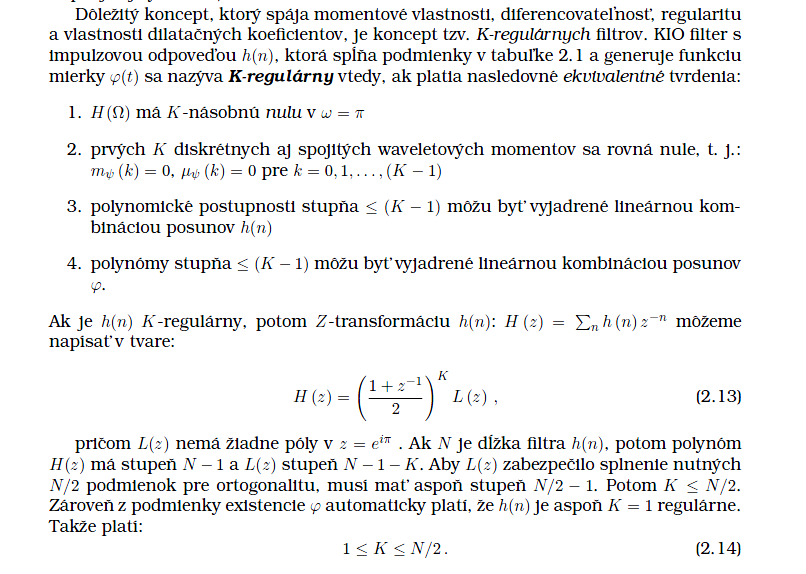 Dôležitý koncept, ktorý spája momentové vlastnosti, diferencovateľnosť, regularitu
a vlastnosti dilatačných koeficientov, je koncept tzv. K-regulárnych filtrov. KIO filter s
impulzovou odpoveďou h(n), ktorá spĺňa podmienky v tabuľke 2.1 a generuje funkciu
mierky φ(t) sa nazýva K-regulárny vtedy, ak platia nasledovné ekvivalentné tvrdenia:
1. H(Ω) má K-násobnú nulu v ω = π
2. prvých K diskrétnych aj spojitých waveletových momentov sa rovná nule, t. j.:
m_ψ (k) = 0, μ_ψ (k) = 0 pre k = 0, 1, . . . , (K − 1)
3. polynomické postupnosti stupňa ≤ (K − 1) môžu byť vyjadrené lineárnou kom-
bináciou posunov h(n)
4. polynómy stupňa ≤ (K − 1) môžu byť vyjadrené lineárnou kombináciou posunov
φ.
Ak je h(n) K-regulárny, potom Z-transformáciu h(n): H (z) = ∑_n h (n) z^{−n} môžeme
napísať v tvare:
H (z) = ((1 + z^{−1})/2)^K L (z) , (2.13)
pričom L(z) nemá žiadne póly v z = e^{iπ} . Ak N je dĺžka filtra h(n), potom polynóm
H(z) má stupeň N − 1 a L(z) stupeň N − 1 − K. Aby L(z) zabezpečilo splnenie nutných
N/2 podmienok pre ortogonalitu, musí mať aspoň stupeň N/2 − 1. Potom K ≤ N/2.
Zároveň z podmienky existencie φ automaticky platí, že h(n) je aspoň K = 1 regulárne.
Takže platí:
1 ≤ K ≤ N/2 . (2.14)